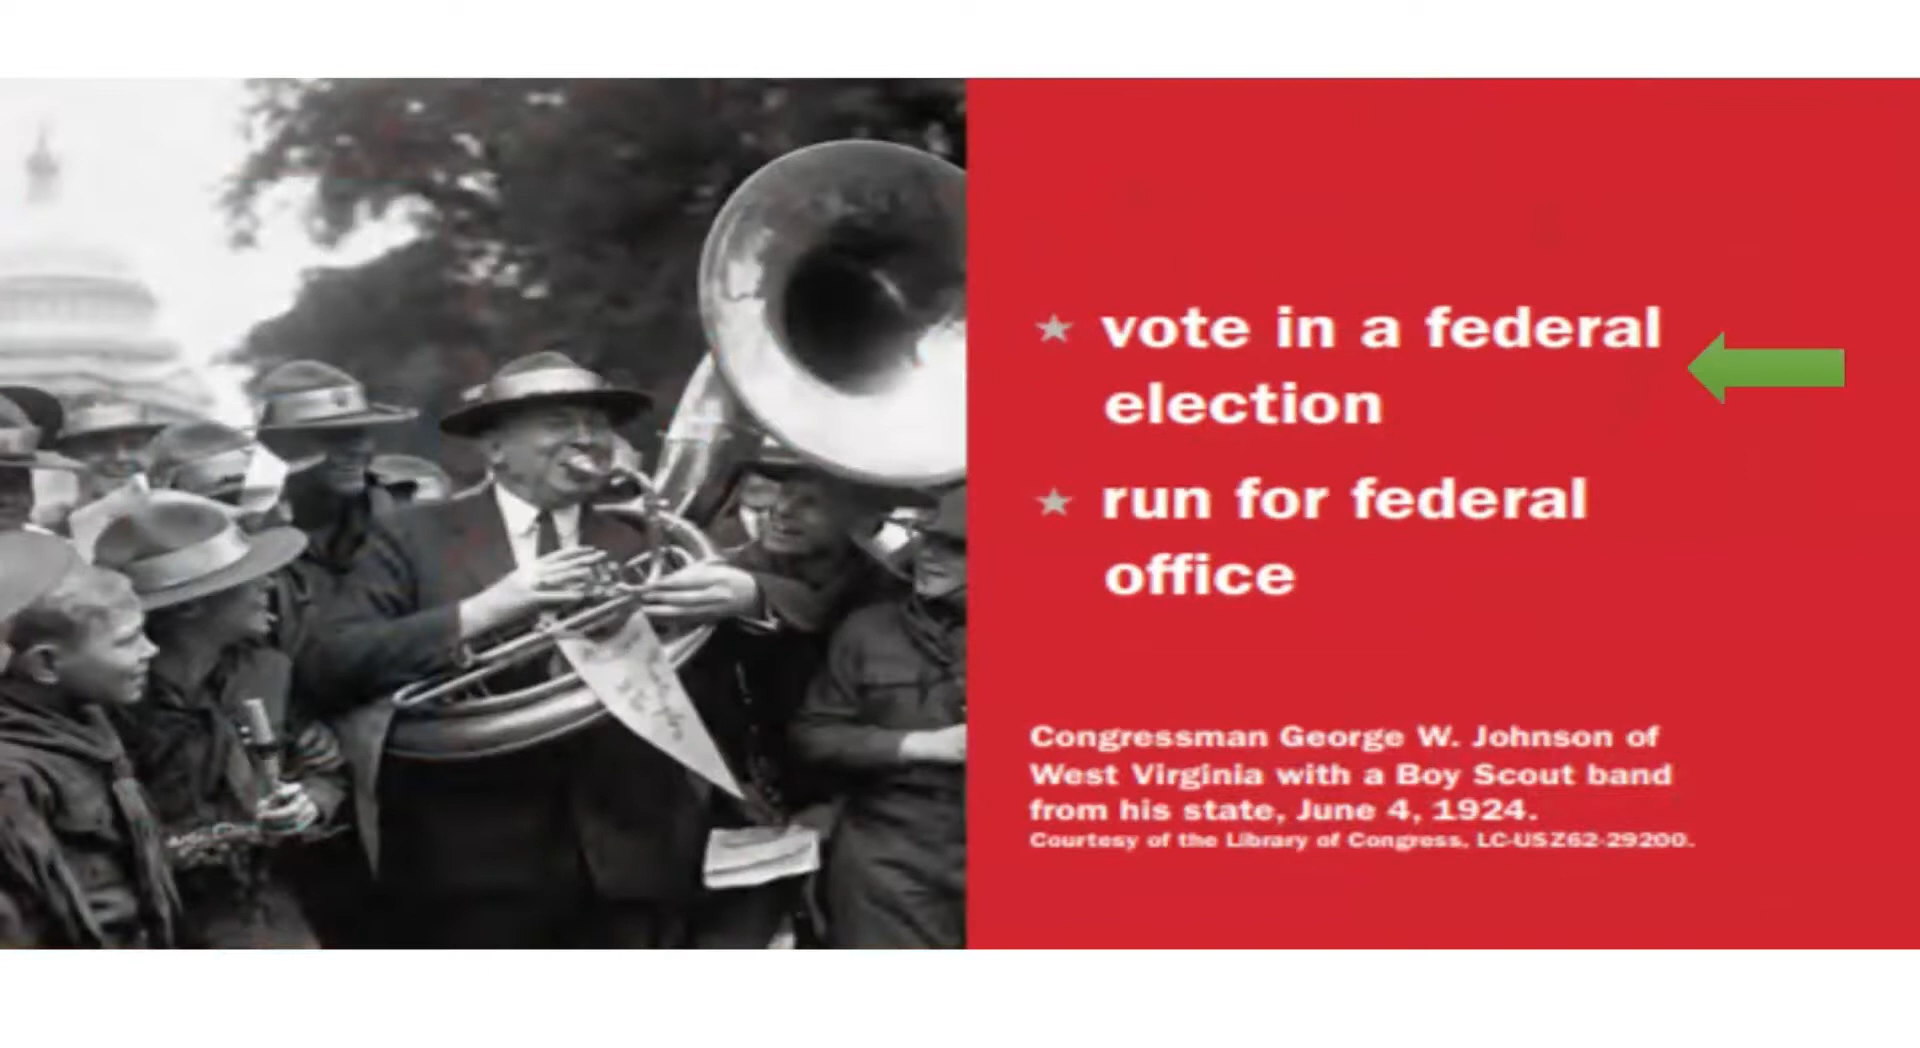 vote in a federal
election
run for federal
office
Congressman George W. Johnson of
West Virginia with a Boy Scout band
from his state, June 4, 1924.
Courtesy of the Library of Congress, LC-USZ62-29200.